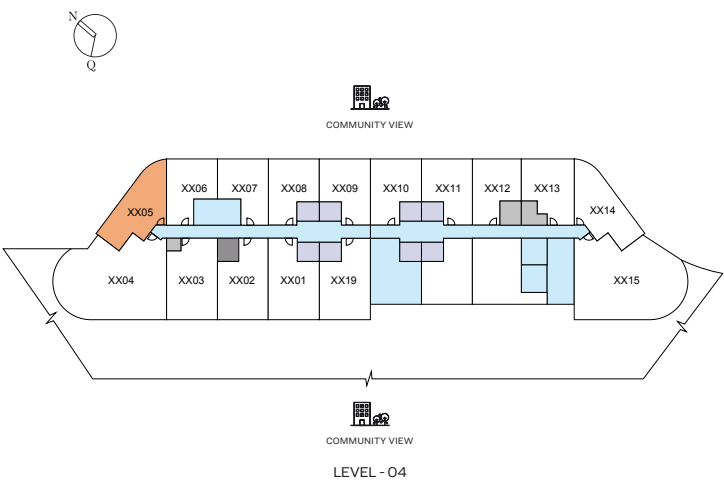 N
Q
COMMUNITY VIEW
XX06 XX07 XX08 XX09 XX10 XX11 XX12 XX13
XX05 XX14
XX04 XX03 XX02 XX01 XX19 XX15
COMMUNITY VIEW
LEVEL - 04